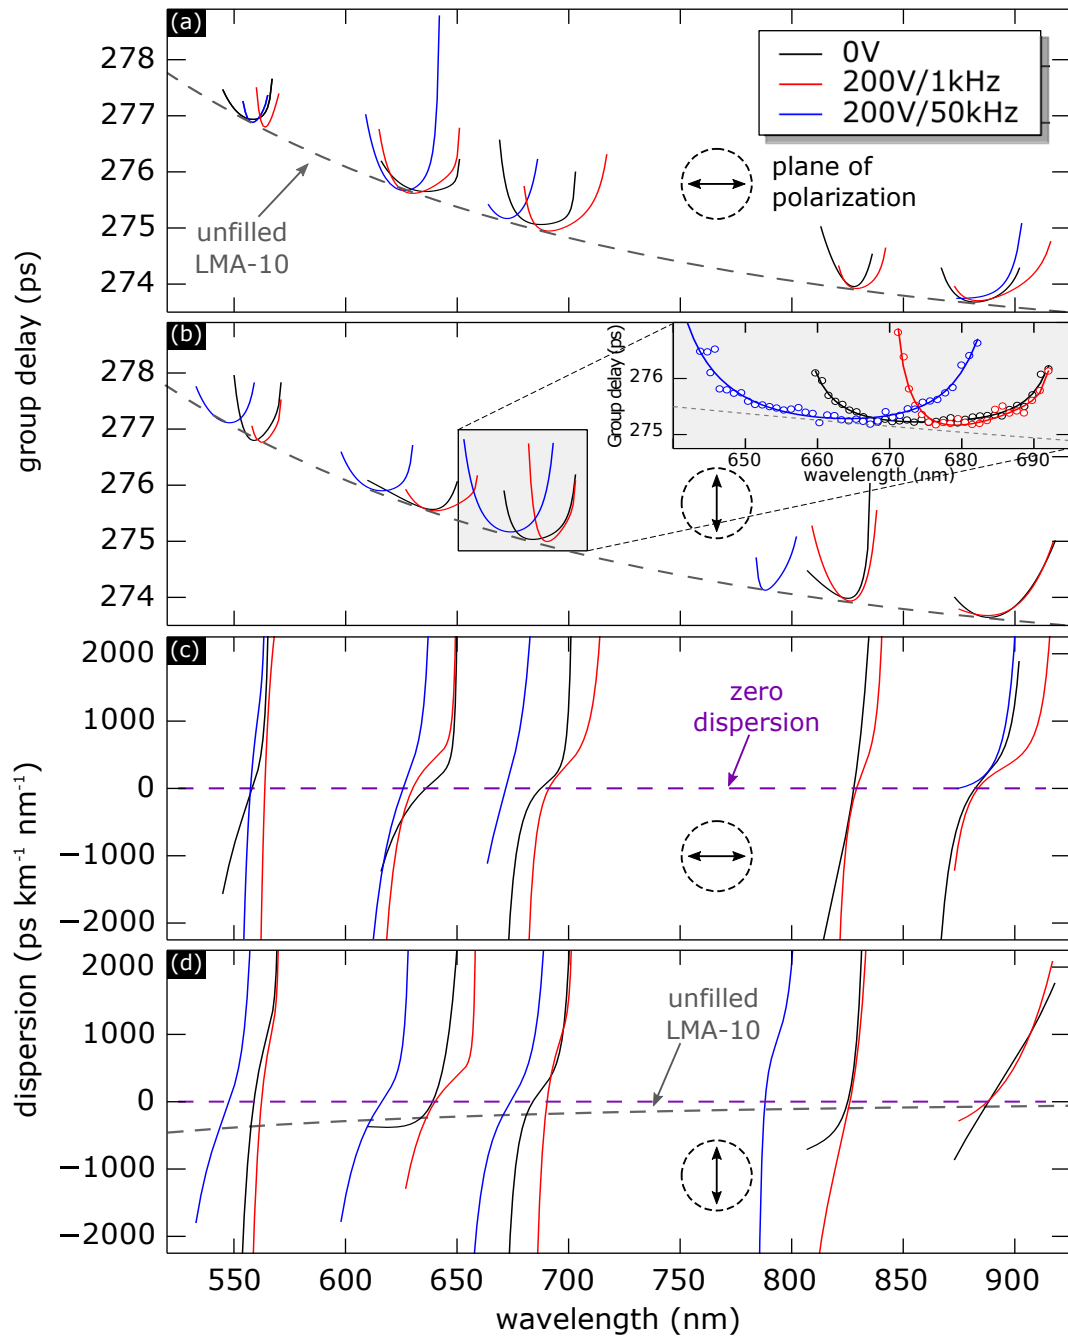 (a)
278
277
276
275
274
0V
200V/1kHz
200V/50kHz
plane of
polarization
unfilled
LMA-10
group delay (ps)
(b)
278
277
276
275
274
Group delay (ps)
276
275
650
660
670
680
690
wavelength (nm)
(c)
2000
1000
0
−1000
−2000
zero
dispersion
dispersion (ps km⁻¹ nm⁻¹)
(d)
2000
1000
0
−1000
−2000
unfilled
LMA-10
550
600
650
700
750
800
850
900
wavelength (nm)